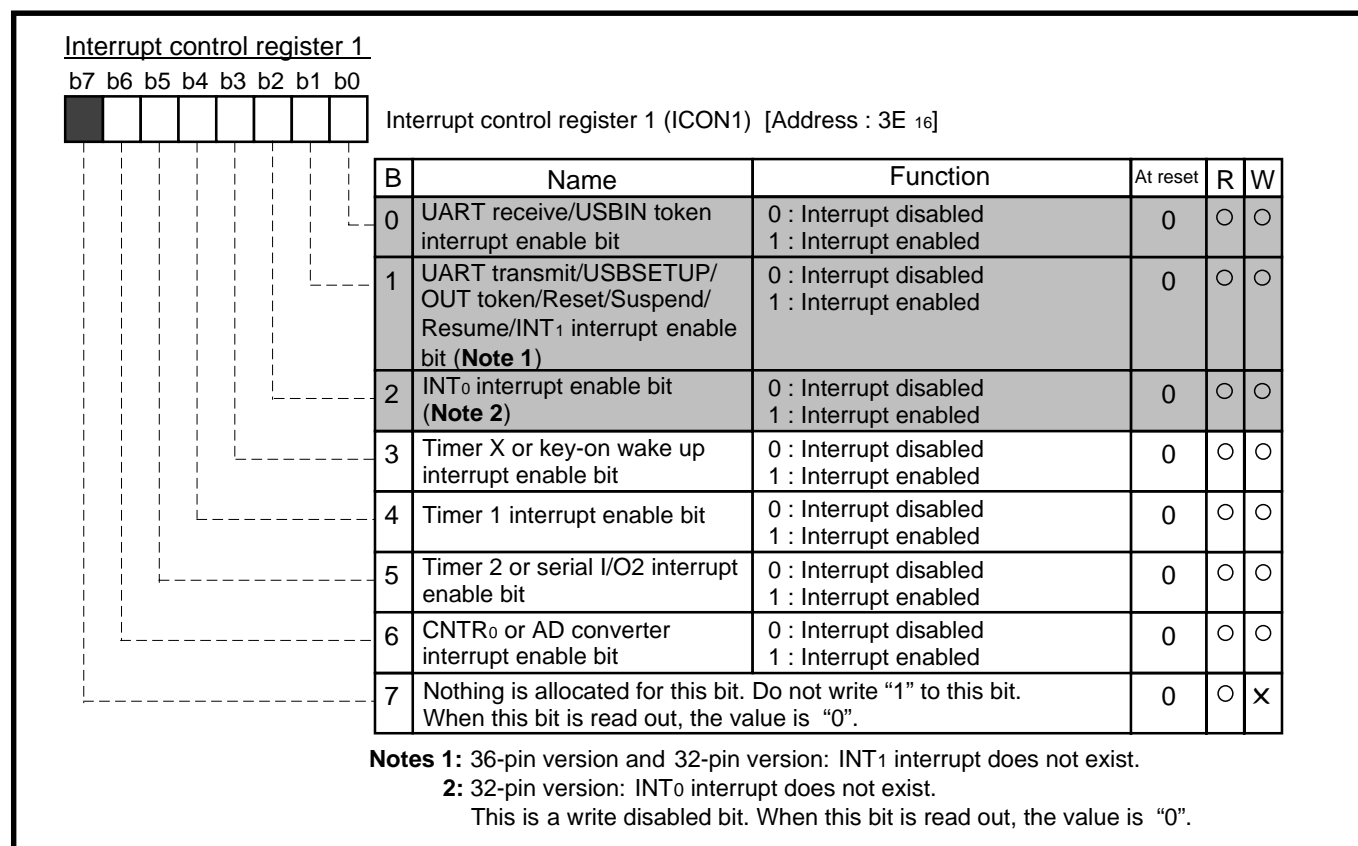 Interrupt control register 1
b7 b6 b5 b4 b3 b2 b1 b0
Interrupt control register 1 (ICON1) [Address : 3E 16]
B Name Function At reset R W
0 UART receive/USBIN token interrupt enable bit 0 : Interrupt disabled 1 : Interrupt enabled 0 ○ ○
1 UART transmit/USBSETUP/ OUT token/Reset/Suspend/ Resume/INT1 interrupt enable bit (Note 1) 0 : Interrupt disabled 1 : Interrupt enabled 0 ○ ○
2 INT0 interrupt enable bit (Note 2) 0 : Interrupt disabled 1 : Interrupt enabled 0 ○ ○
3 Timer X or key-on wake up interrupt enable bit 0 : Interrupt disabled 1 : Interrupt enabled 0 ○ ○
4 Timer 1 interrupt enable bit 0 : Interrupt disabled 1 : Interrupt enabled 0 ○ ○
5 Timer 2 or serial I/O2 interrupt enable bit 0 : Interrupt disabled 1 : Interrupt enabled 0 ○ ○
6 CNTR0 or AD converter interrupt enable bit 0 : Interrupt disabled 1 : Interrupt enabled 0 ○ ○
7 Nothing is allocated for this bit. Do not write “1” to this bit. When this bit is read out, the value is “0”. 0 ○ ×
Notes 1: 36-pin version and 32-pin version: INT1 interrupt does not exist.
2: 32-pin version: INT0 interrupt does not exist.
This is a write disabled bit. When this bit is read out, the value is “0”.